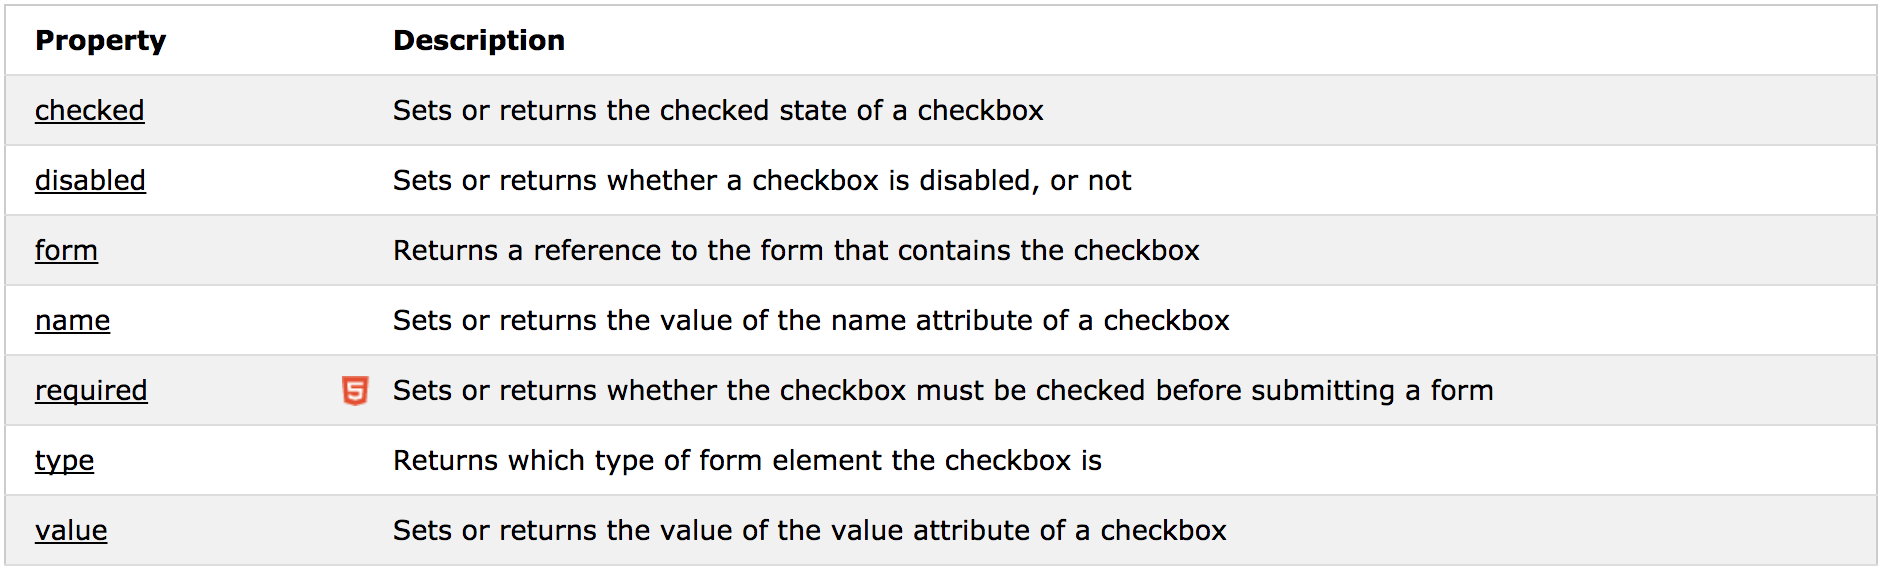 Property Description
checked Sets or returns the checked state of a checkbox
disabled Sets or returns whether a checkbox is disabled, or not
form Returns a reference to the form that contains the checkbox
name Sets or returns the value of the name attribute of a checkbox
required 5 Sets or returns whether the checkbox must be checked before submitting a form
type Returns which type of form element the checkbox is
value Sets or returns the value of the value attribute of a checkbox